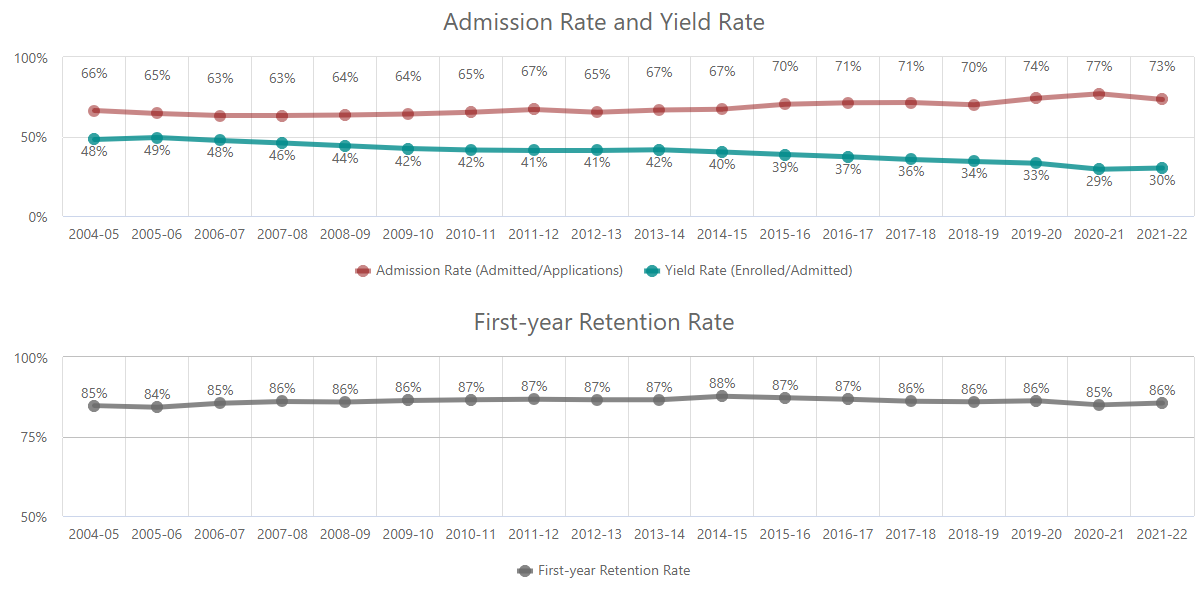 Admission Rate and Yield Rate
100%
66% 65% 63% 63% 64% 64% 65% 67% 65% 67% 67% 70% 71% 71% 70% 74% 77% 73%
50%
48% 49% 48% 46% 44% 42% 42% 41% 41% 42% 40% 39% 37% 36% 34% 33% 29% 30%
0%
2004-05 2005-06 2006-07 2007-08 2008-09 2009-10 2010-11 2011-12 2012-13 2013-14 2014-15 2015-16 2016-17 2017-18 2018-19 2019-20 2020-21 2021-22
Admission Rate (Admitted/Applications) Yield Rate (Enrolled/Admitted)
First-year Retention Rate
100%
85% 84% 85% 86% 86% 86% 87% 87% 87% 87% 88% 87% 87% 86% 86% 86% 85% 86%
75%
50%
2004-05 2005-06 2006-07 2007-08 2008-09 2009-10 2010-11 2011-12 2012-13 2013-14 2014-15 2015-16 2016-17 2017-18 2018-19 2019-20 2020-21 2021-22
First-year Retention Rate